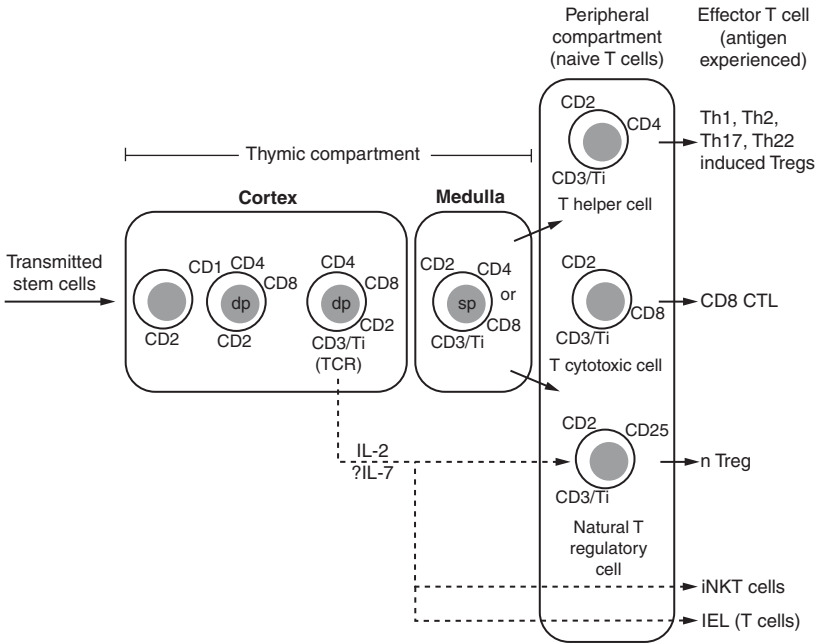 Peripheral
compartment
(naive T cells)
Effector T cell
(antigen
experienced)
Thymic compartment
Cortex
Medulla
Transmitted
stem cells
CD2
CD1
CD4
CD8
dp
CD2
CD4
CD8
dp
CD2
CD3/Ti
(TCR)
CD2
CD4
or
CD8
sp
CD3/Ti
CD2
CD4
CD3/Ti
T helper cell
Th1, Th2,
Th17, Th22
induced Tregs
CD2
CD8
CD3/Ti
T cytotoxic cell
CD8 CTL
IL-2
?IL-7
CD2
CD25
CD3/Ti
Natural T
regulatory
cell
n Treg
iNKT cells
IEL (T cells)